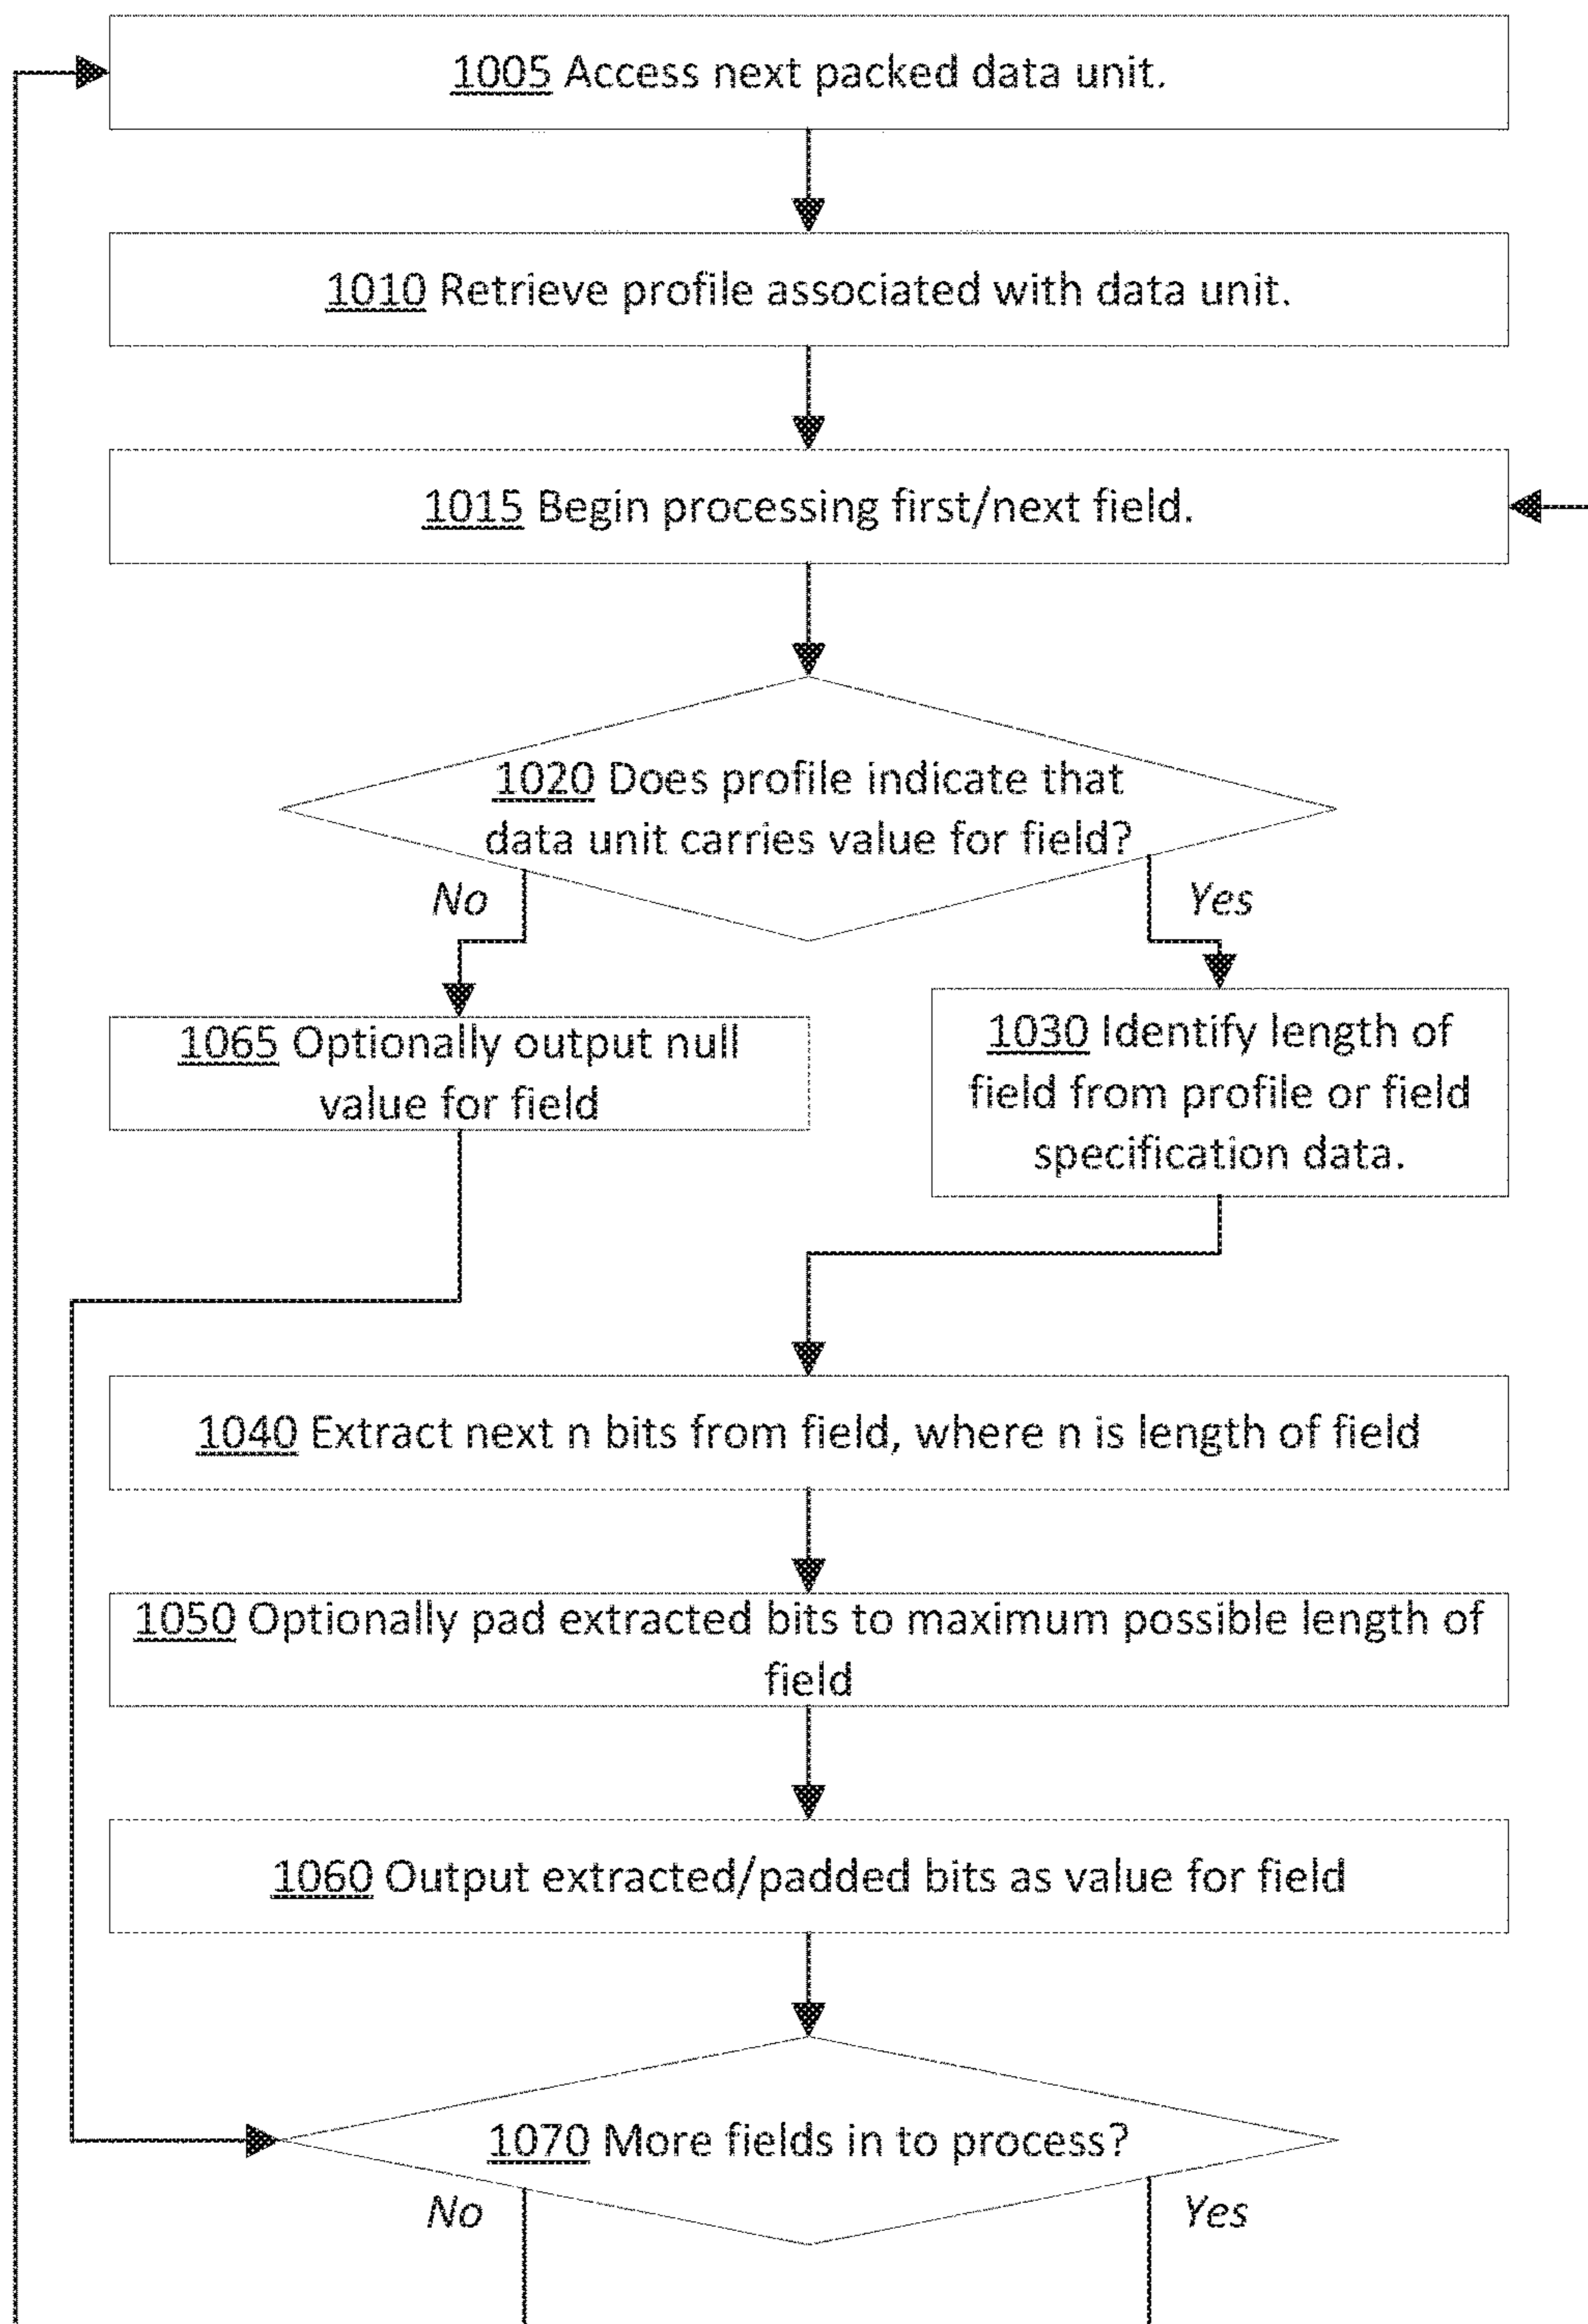 1005 Access next packed data unit.
1010 Retrieve profile associated with data unit.
1015 Begin processing first/next field.
1020 Does profile indicate that
data unit carries value for field?
No
Yes
1065 Optionally output null
value for field
1030 Identify length of
field from profile or field
specification data.
1040 Extract next n bits from field, where n is length of field
1050 Optionally pad extracted bits to maximum possible length of
field
1060 Output extracted/padded bits as value for field
1070 More fields in to process?
No
Yes